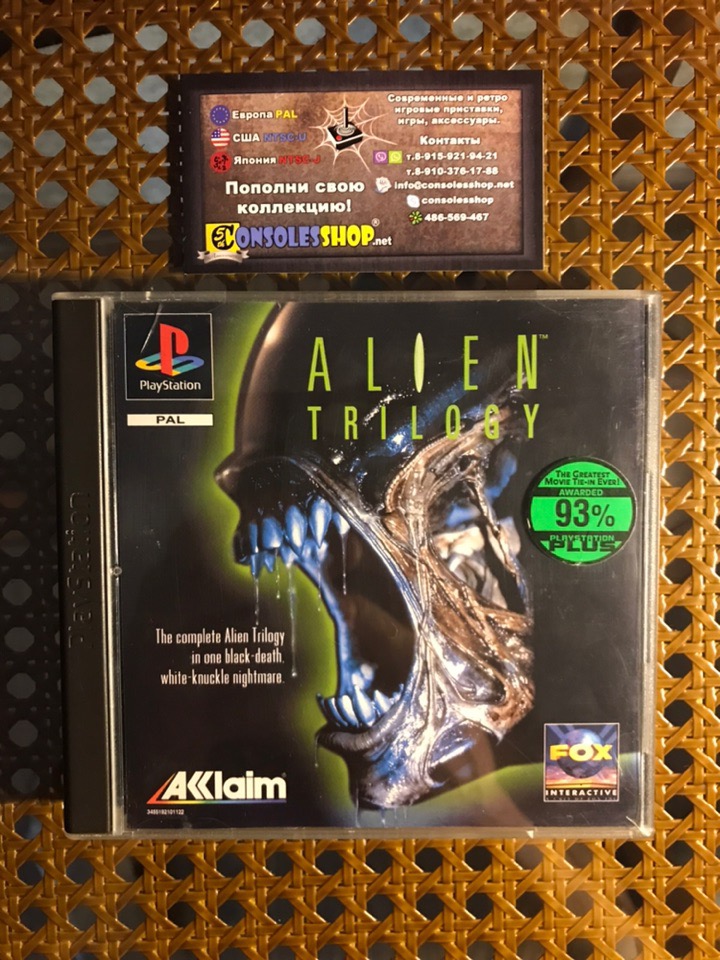 Европа PAL
США NTSC-U
Япония NTSC-J
Пополни свою
коллекцию!
CONSOLESSHOP.net
Современные и ретро
игровые приставки,
игры, аксессуары.
Контакты
т.8-915-921-94-21
т.8-910-376-17-88
info@consolesshop.net
consolesshop
486-569-467
PlayStation
PAL
ALIEN™
TRILOGY
THE GREATEST
MOVIE TIE-IN EVER!
AWARDED
93%
PLAYSTATION
PLUS
PlayStation
The complete Alien Trilogy
in one black-death,
white-knuckle nightmare.
AKKlaim
3455192101132
FOX
INTERACTIVE